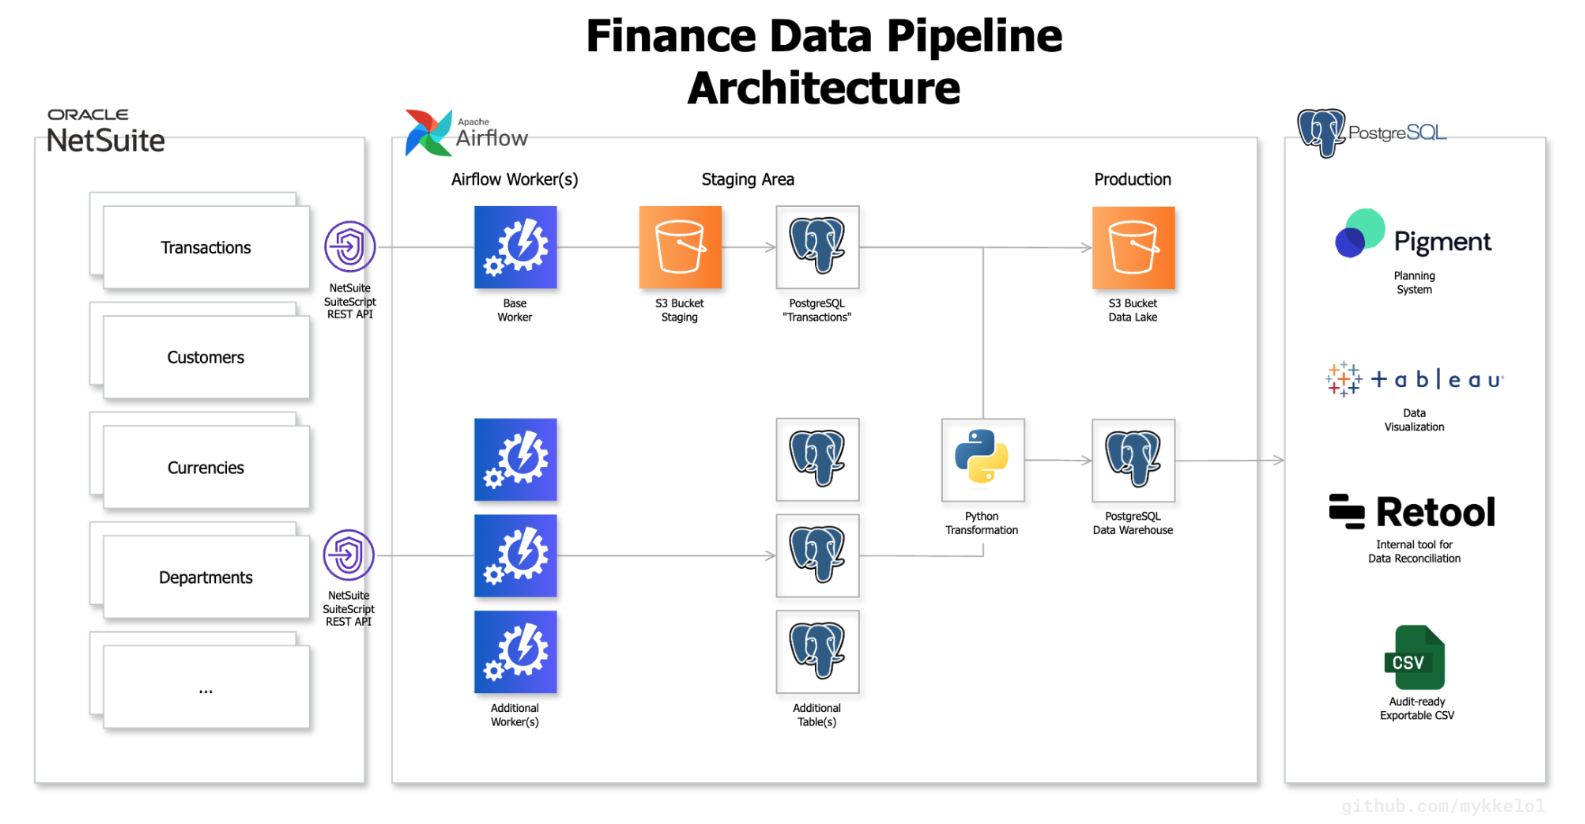 Finance Data Pipeline
Architecture
ORACLE
NetSuite
Transactions
Customers
Currencies
Departments
...
NetSuite
SuiteScript
REST API
NetSuite
SuiteScript
REST API
Apache
Airflow
Airflow Worker(s)
Staging Area
Production
Base
Worker
S3 Bucket
Staging
PostgreSQL
"Transactions"
S3 Bucket
Data Lake
Python
Transformation
PostgreSQL
Data Warehouse
Additional
Worker(s)
Additional
Table(s)
PostgreSQL
Pigment
Planning
System
+ableau
Data
Visualization
Retool
Internal tool for
Data Reconciliation
CSV
Audit-ready
Exportable CSV
github.com/mykkelol